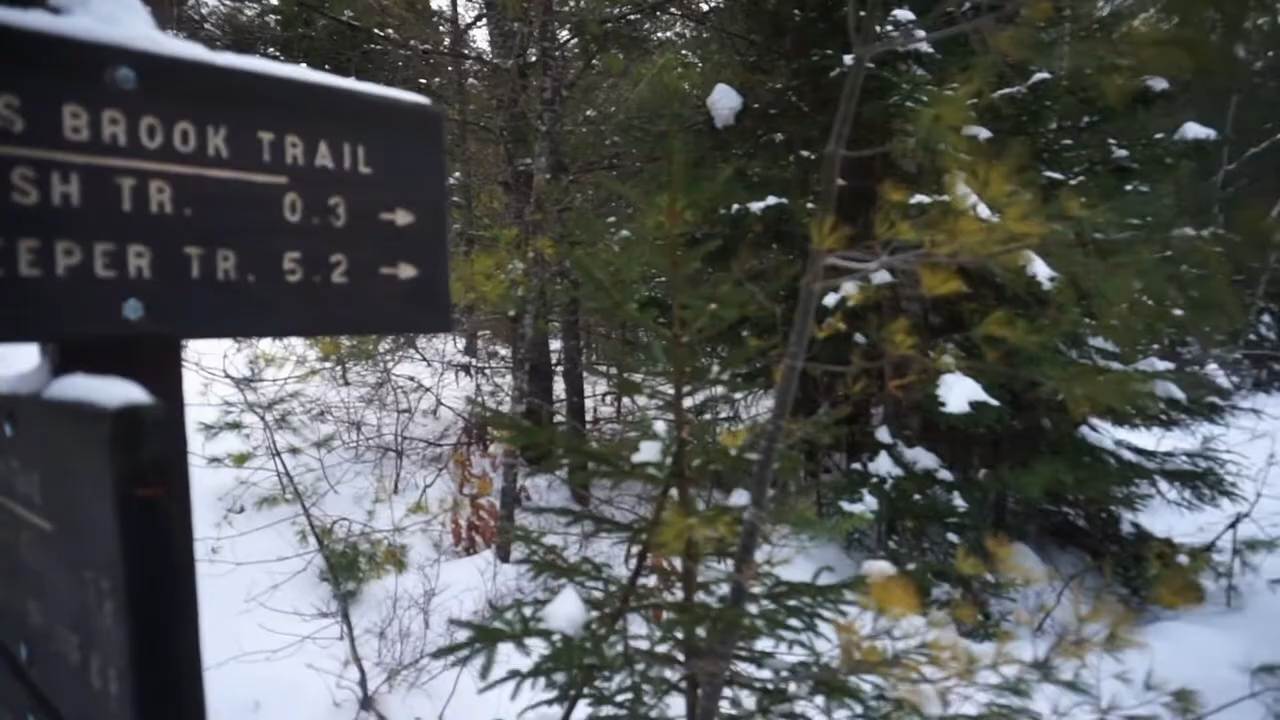 S BROOK TRAIL
SH TR. 0.3 →
EEPER TR. 5.2 →